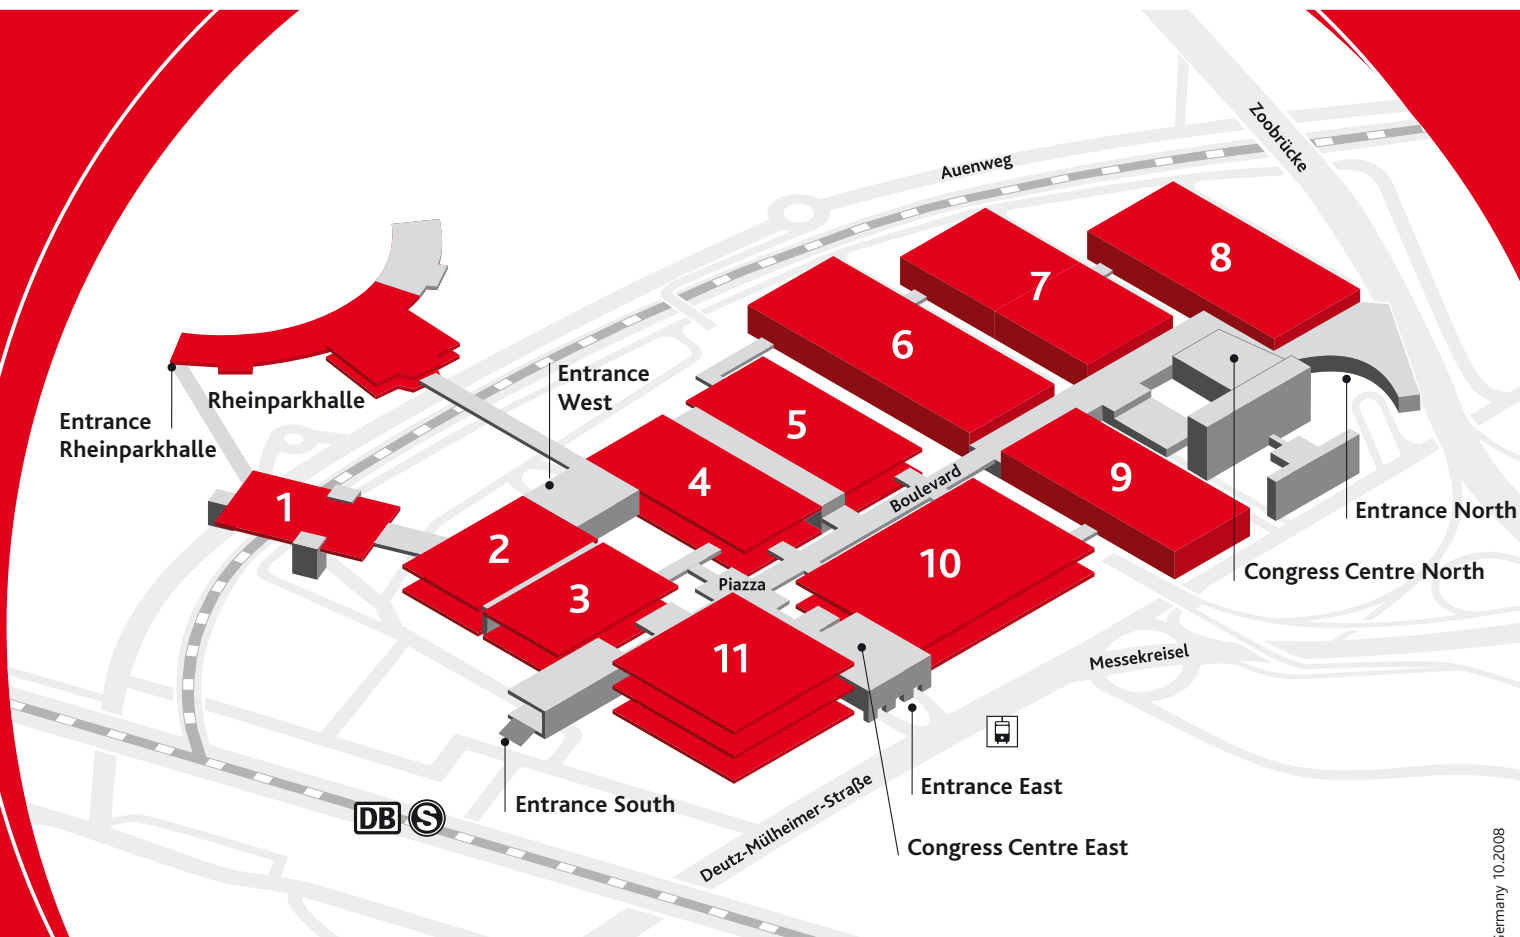 Zoobrücke
Auenweg
8
7
6
Entrance
West
Rheinparkhalle
Entrance
Rheinparkhalle
5
4
9
1
Boulevard
Entrance North
2
10
Congress Centre North
Piazza
3
11
Messekreisel
Entrance East
Entrance South
DB
S
Deutz-Mülheimer-Straße
Congress Centre East
10.2008